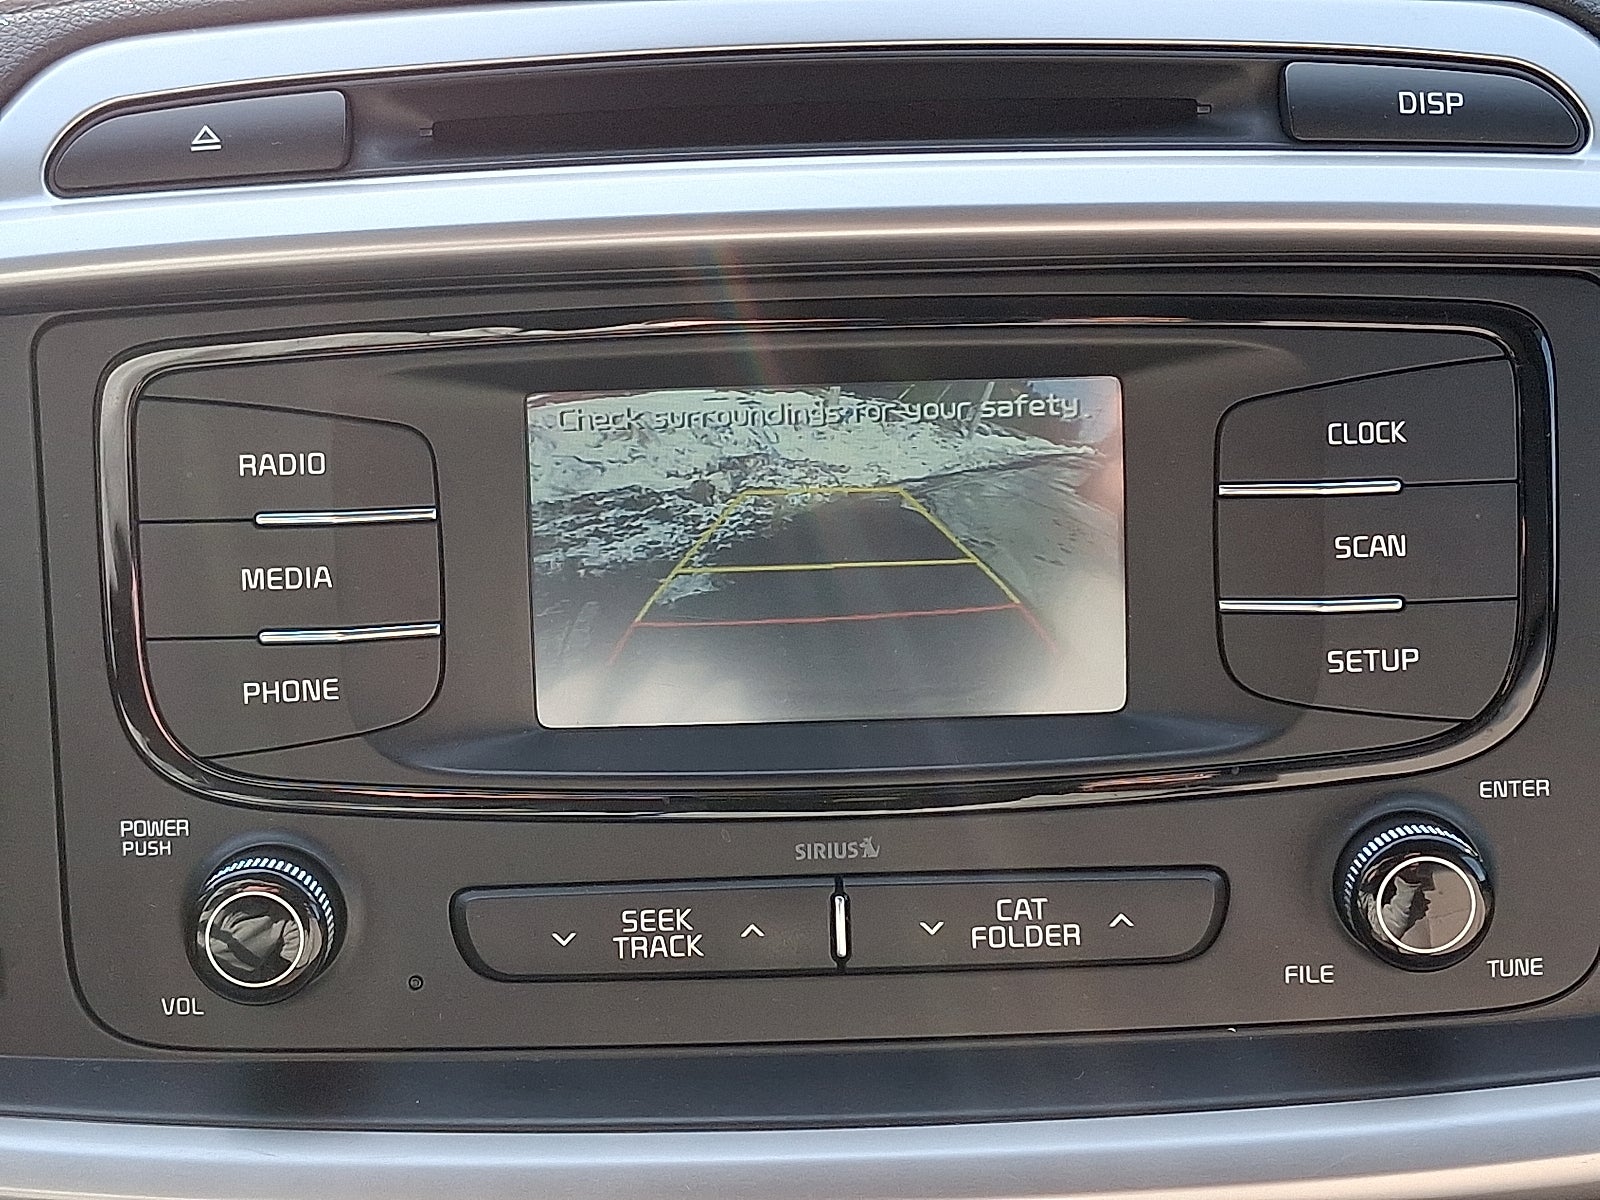 DISP
Check surroundings for your safety
RADIO
MEDIA
PHONE
CLOCK
SCAN
SETUP
POWER
PUSH
VOL
SIRIUS
SEEK
TRACK
CAT
FOLDER
ENTER
FILE
TUNE